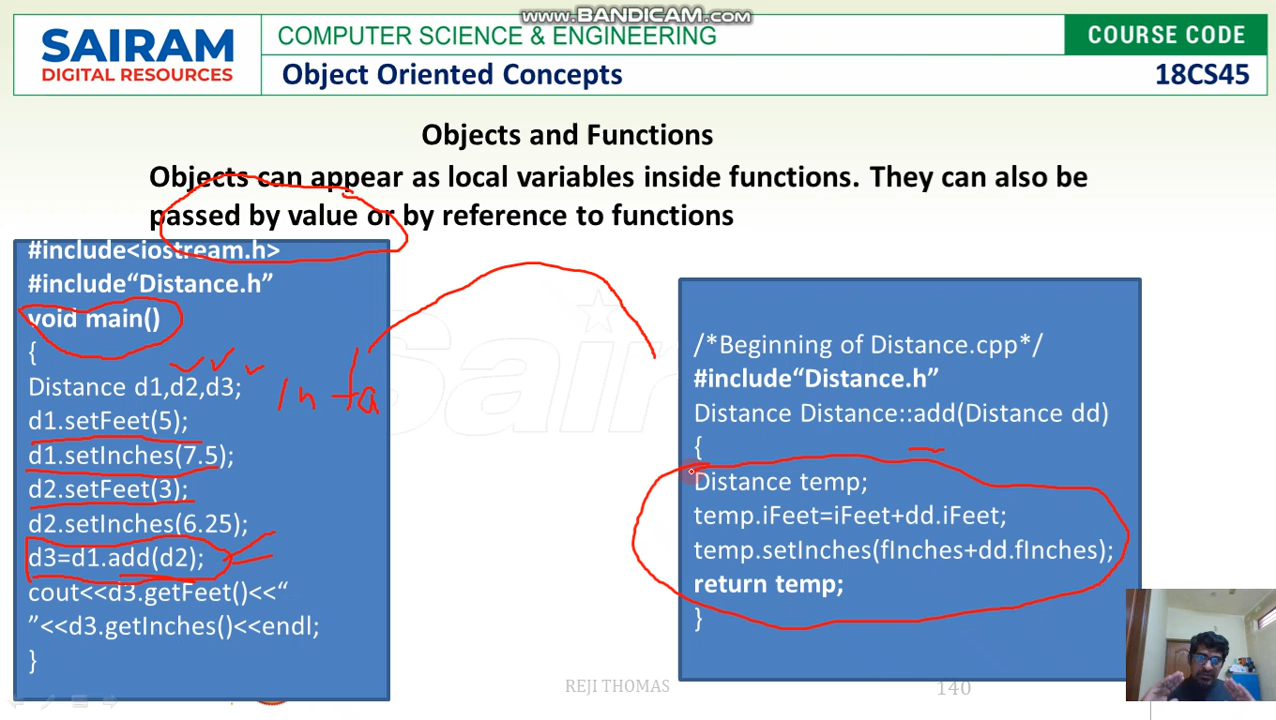 www.BANDICAM.com
SAIRAM
DIGITAL RESOURCES
COMPUTER SCIENCE & ENGINEERING
COURSE CODE
Object Oriented Concepts
18CS45
Objects and Functions
Objects can appear as local variables inside functions. They can also be
passed by value or by reference to functions
#include<iostream.h>
#include“Distance.h”
void main()
{
Distance d1,d2,d3;
d1.setFeet(5);
d1.setInches(7.5);
d2.setFeet(3);
d2.setInches(6.25);
d3=d1.add(d2);
cout<<d3.getFeet()<<“
”<<d3.getInches()<<endl;
}
/*Beginning of Distance.cpp*/
#include“Distance.h”
Distance Distance::add(Distance dd)
{
Distance temp;
temp.iFeet=iFeet+dd.iFeet;
temp.setInches(fInches+dd.fInches);
return temp;
}
REJI THOMAS
140